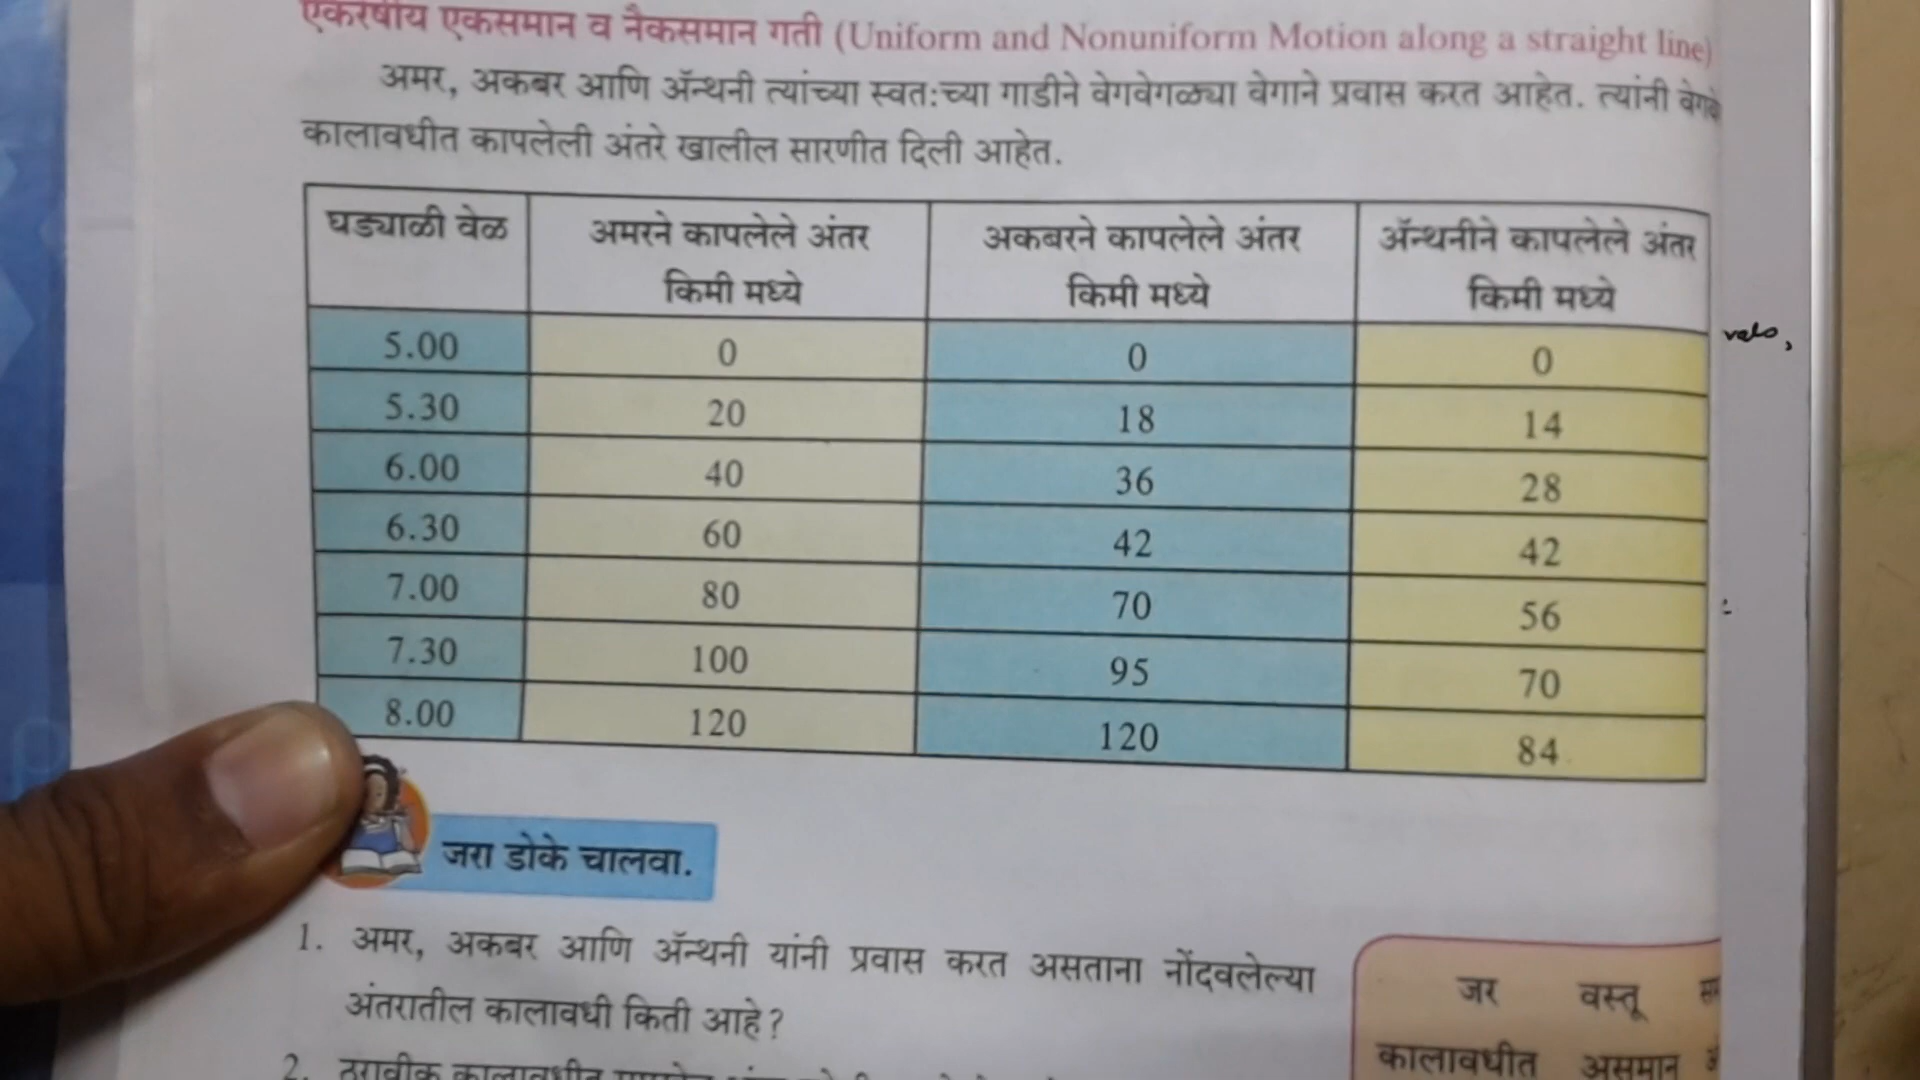 एकरेषीय एकसमान व नैकसमान गती (Uniform and Nonuniform Motion along a straight line)
अमर, अकबर आणि ॲन्थनी त्यांच्या स्वत:च्या गाडीने वेगवेगळ्या वेगाने प्रवास करत आहेत. त्यांनी
कालावधीत कापलेली अंतरे खालील सारणीत दिली आहेत.
घड्याळी वेळ अमरने कापलेले अंतर किमी मध्ये अकबरने कापलेले अंतर किमी मध्ये ॲन्थनीने कापलेले अंतर किमी मध्ये
5.00 0 0 0
5.30 20 18 14
6.00 40 36 28
6.30 60 42 42
7.00 80 70 56
7.30 100 95 70
8.00 120 120 84
जरा डोके चालवा.
1. अमर, अकबर आणि ॲन्थनी यांनी प्रवास करत असताना नोंदवलेल्या
अंतरातील कालावधी किती आहे?
2. ठरावीक कालावधीत
जर वस्तू
कालावधीत असमान